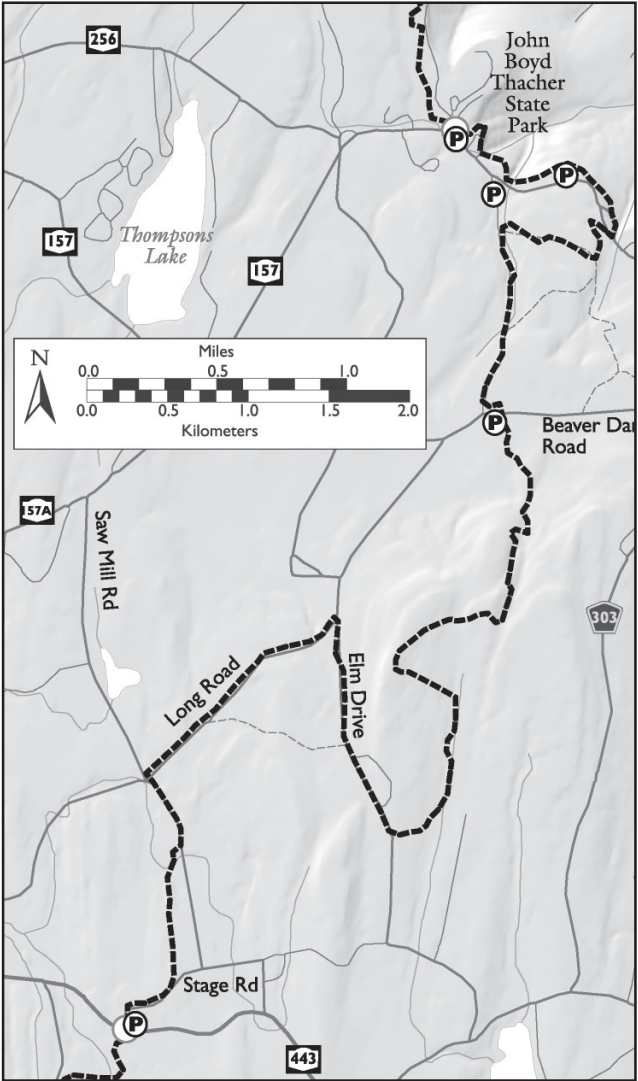 256
John
Boyd
Thacher
State
Park
P
P
P
157
Thompsons
Lake
157
N
Miles
0.0 0.5 1.0
0.0 0.5 1.0 1.5 2.0
Kilometers
P
Beaver Dam
Road
157A
Saw Mill Rd
303
Long Road
Elm Drive
Stage Rd
P
443